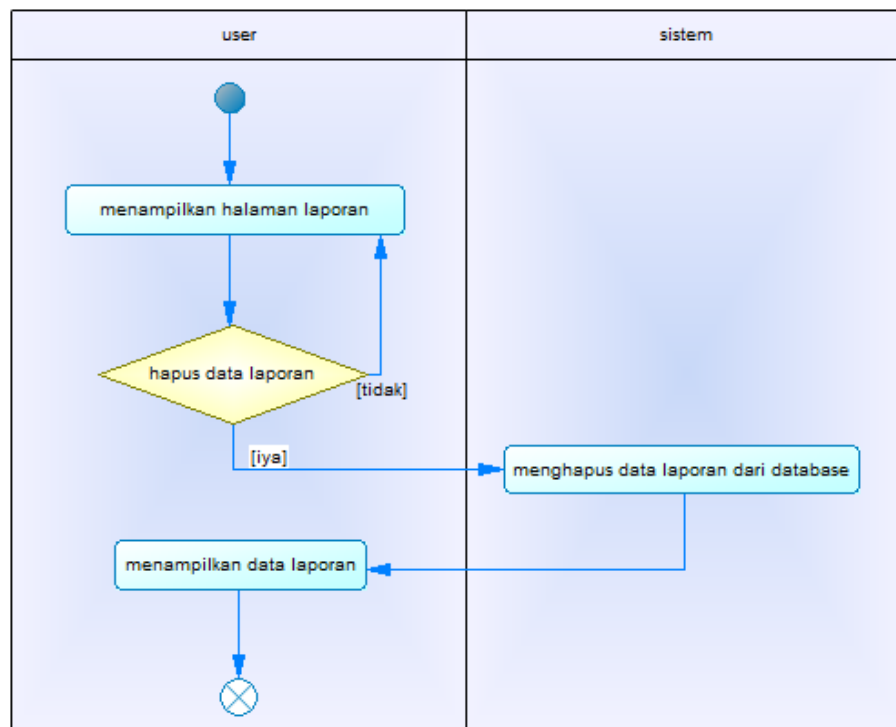 user
sistem
menampilkan halaman laporan
hapus data laporan
[tidak]
[iya]
menghapus data laporan dari database
menampilkan data laporan